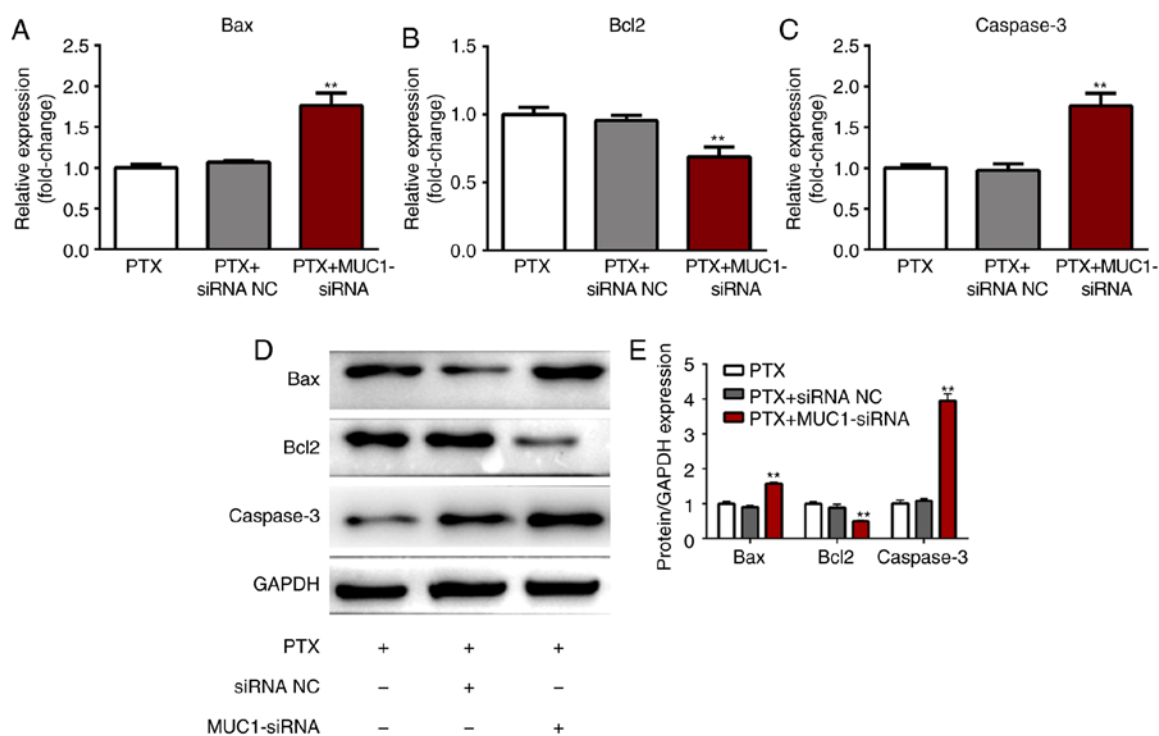 A
Bax
Relative expression
(fold-change)
2.5
2.0
1.5
1.0
0.5
0.0
**
PTX
PTX+
siRNA NC
PTX+MUC1-
siRNA
B
Bcl2
Relative expression
(fold-change)
1.5
1.0
0.5
0.0
**
PTX
PTX+
siRNA NC
PTX+MUC1-
siRNA
C
Caspase-3
Relative expression
(fold-change)
2.5
2.0
1.5
1.0
0.5
0.0
**
PTX
PTX+
siRNA NC
PTX+MUC1-
siRNA
D
Bax
Bcl2
Caspase-3
GAPDH
PTX + + +
siRNA NC – + –
MUC1-siRNA – – +
E
Protein/GAPDH expression
5
4
3
2
1
0
PTX
PTX+siRNA NC
PTX+MUC1-siRNA
**
**
**
Bax
Bcl2
Caspase-3